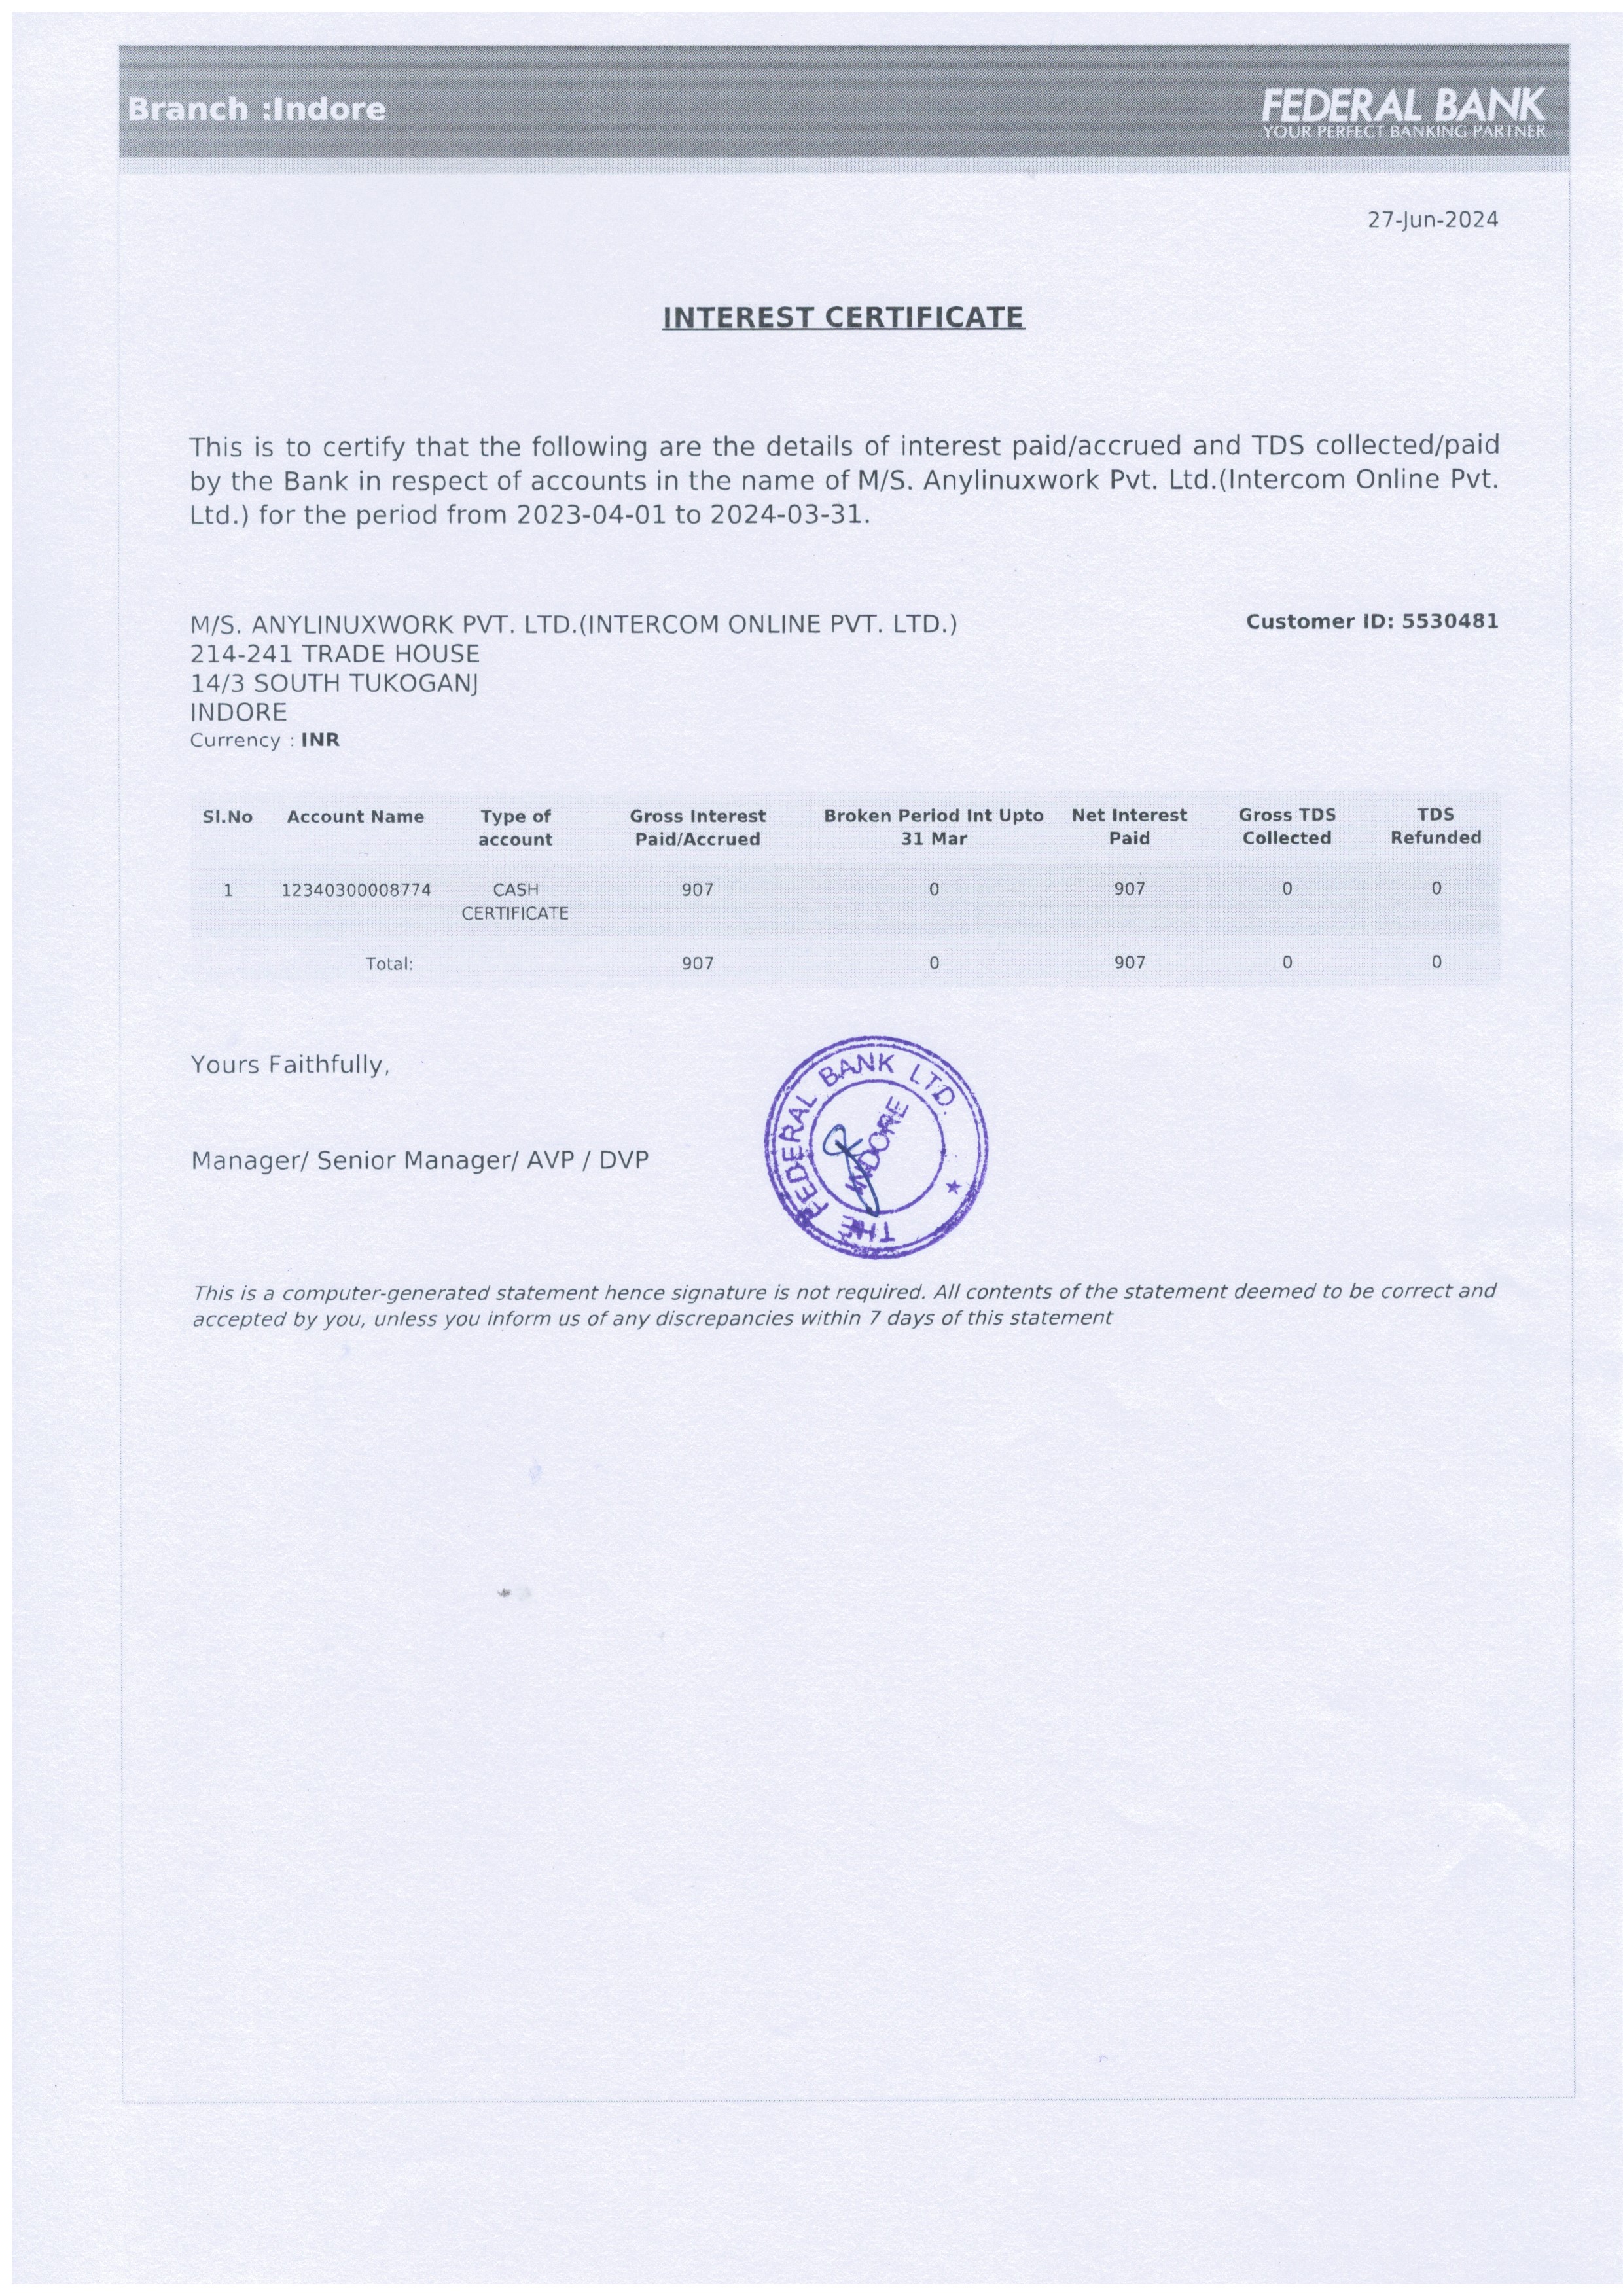 Branch :Indore
FEDERAL BANK
YOUR PERFECT BANKING PARTNER
27-Jun-2024
INTEREST CERTIFICATE
This is to certify that the following are the details of interest paid/accrued and TDS collected/paid
by the Bank in respect of accounts in the name of M/S. Anylinuxwork Pvt. Ltd.(Intercom Online Pvt.
Ltd.) for the period from 2023-04-01 to 2024-03-31.
M/S. ANYLINUXWORK PVT. LTD.(INTERCOM ONLINE PVT. LTD.)
Customer ID: 5530481
214-241 TRADE HOUSE
14/3 SOUTH TUKOGANJ
INDORE
Currency : INR
Sl.No Account Name Type of account Gross Interest Paid/Accrued Broken Period Int Upto 31 Mar Net Interest Paid Gross TDS Collected TDS Refunded
1 12340300008774 CASH CERTIFICATE 907 0 907 0 0
Total: 907 0 907 0 0
Yours Faithfully,
THE FEDERAL BANK LTD.
INDORE
Manager/ Senior Manager/ AVP / DVP
This is a computer-generated statement hence signature is not required. All contents of the statement deemed to be correct and
accepted by you, unless you inform us of any discrepancies within 7 days of this statement